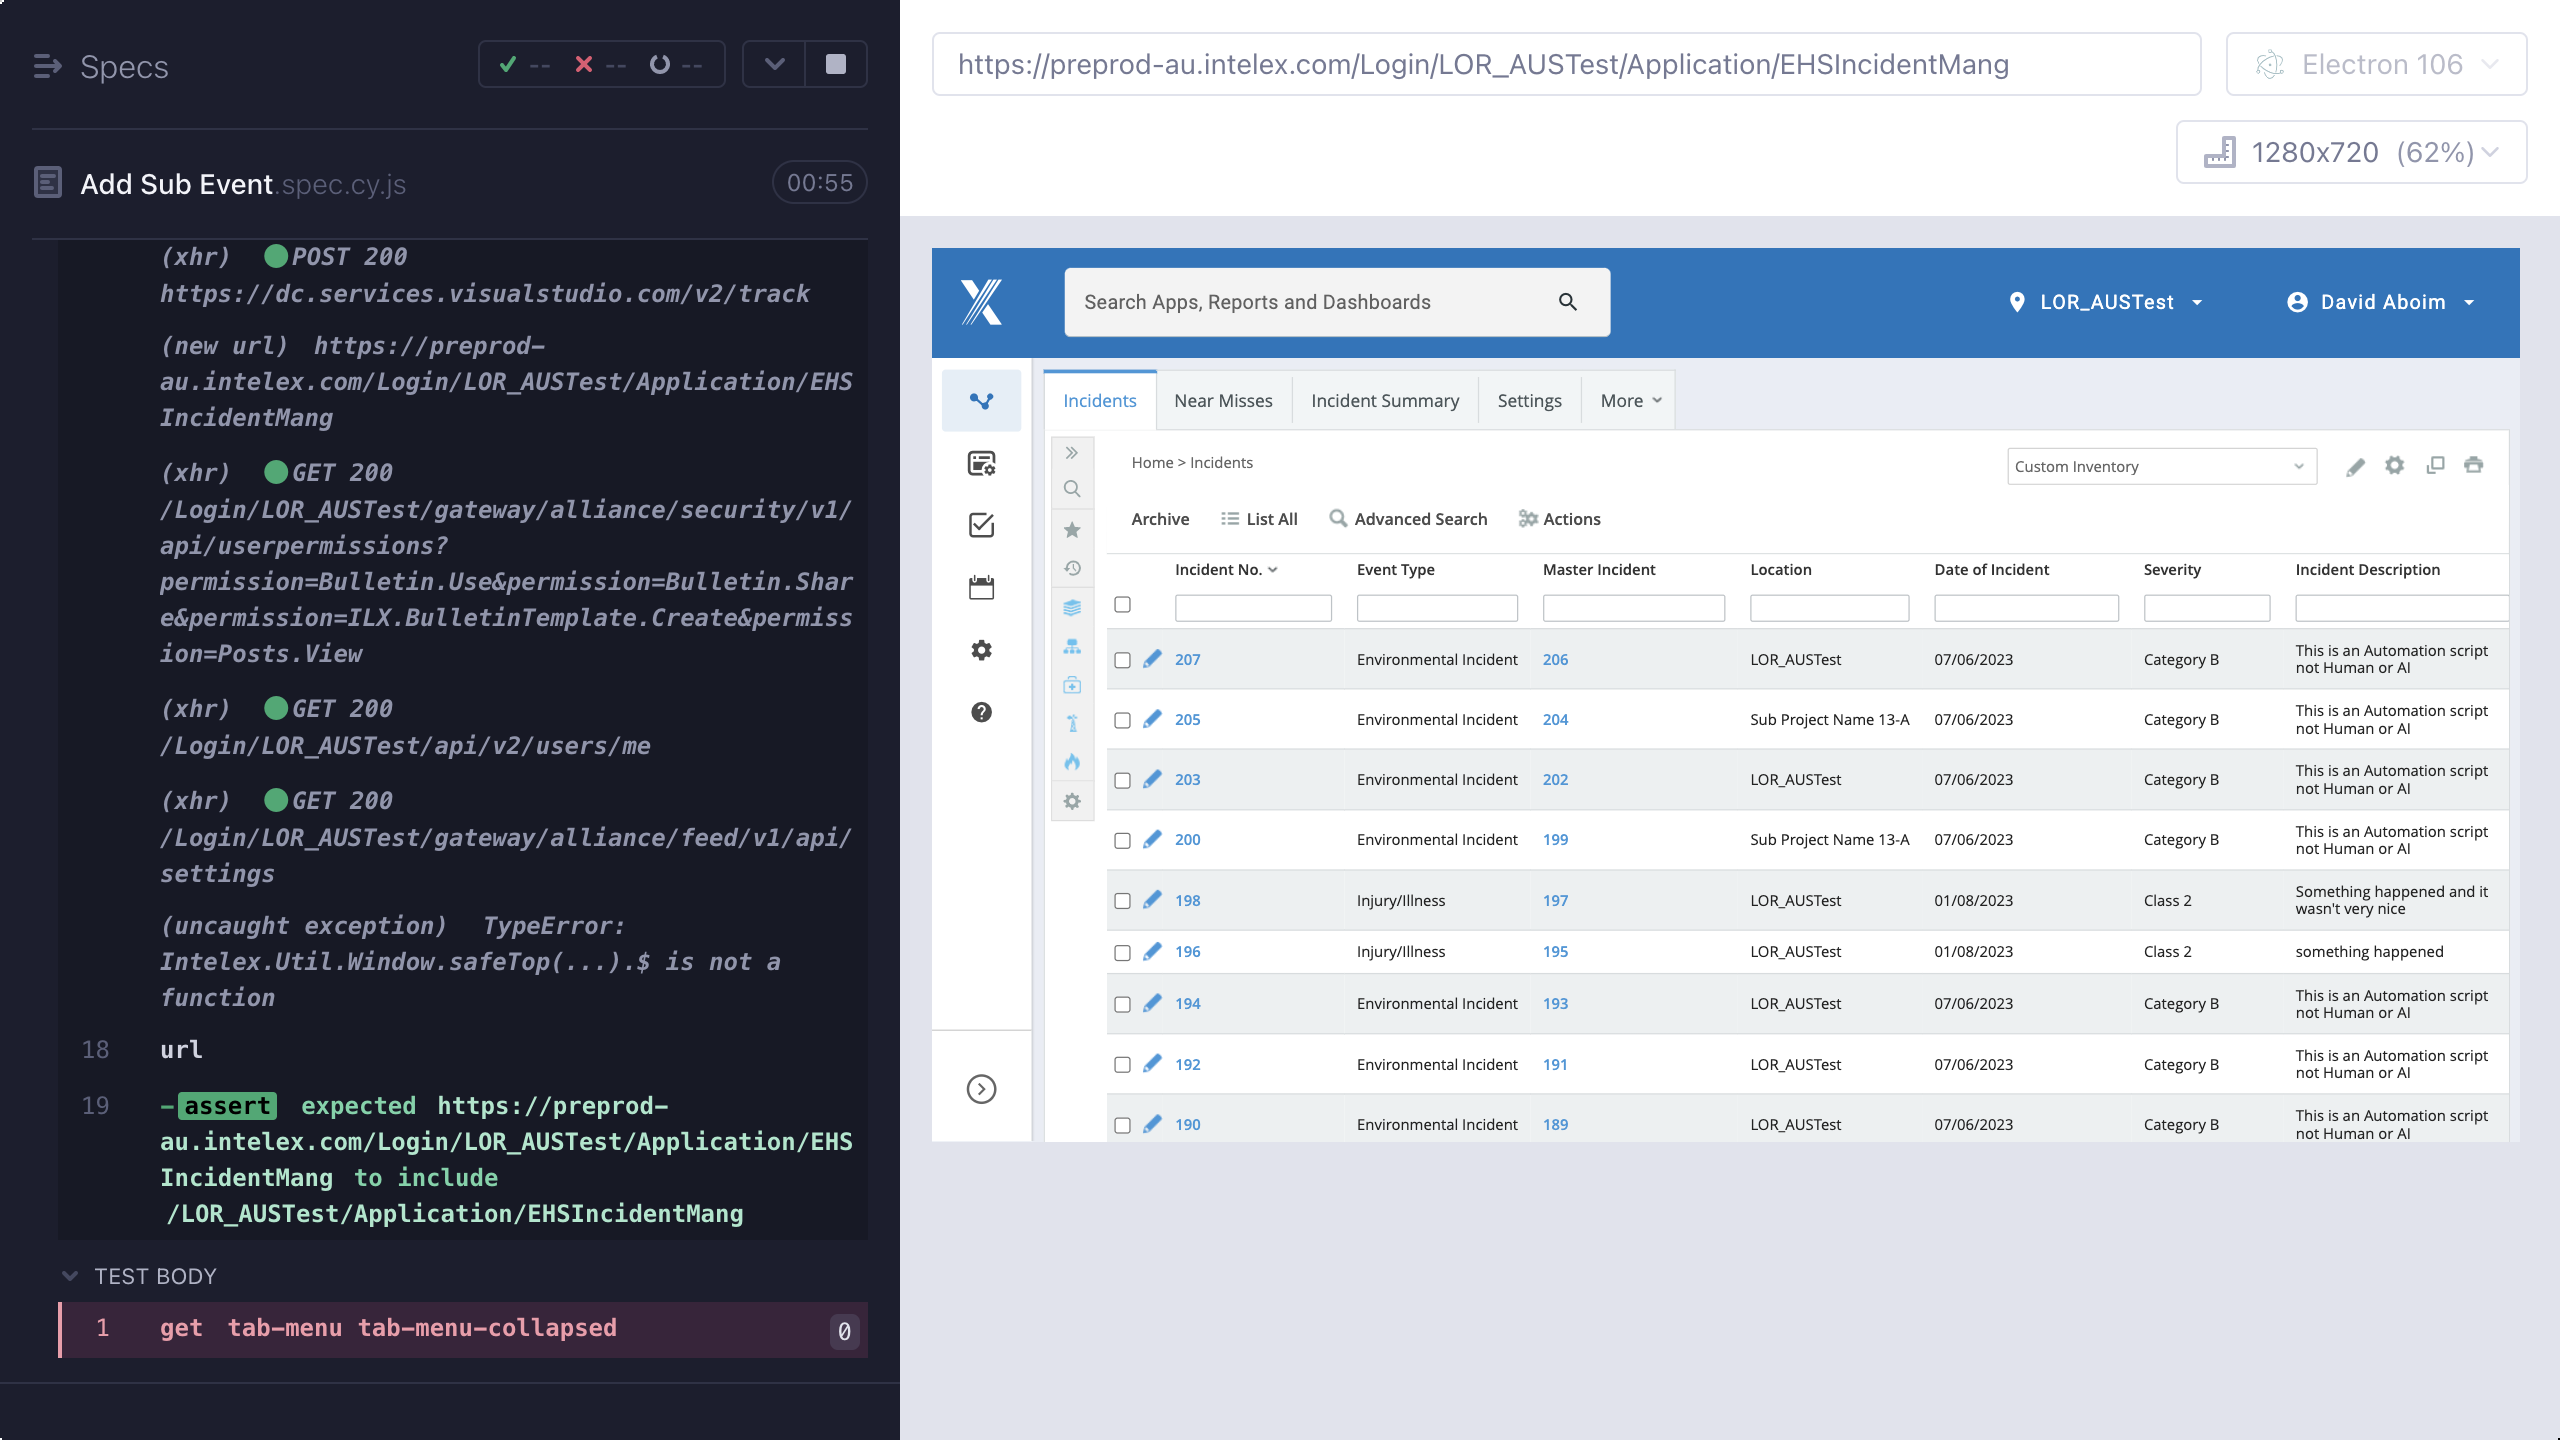 Specs
-- -- --
Add Sub Event.spec.cy.js
00:55
(xhr) POST 200
https://dc.services.visualstudio.com/v2/track
(new url) https://preprod-
au.intelex.com/Login/LOR_AUSTest/Application/EHS
IncidentMang
(xhr) GET 200
/Login/LOR_AUSTest/gateway/alliance/security/v1/
api/userpermissions?
permission=Bulletin.Use&permission=Bulletin.Shar
e&permission=ILX.BulletinTemplate.Create&permiss
ion=Posts.View
(xhr) GET 200
/Login/LOR_AUSTest/api/v2/users/me
(xhr) GET 200
/Login/LOR_AUSTest/gateway/alliance/feed/v1/api/
settings
(uncaught exception) TypeError:
Intelex.Util.Window.safeTop(...).$ is not a
function
18 url
19 -assert expected https://preprod-
au.intelex.com/Login/LOR_AUSTest/Application/EHS
IncidentMang to include
/LOR_AUSTest/Application/EHSIncidentMang
TEST BODY
1 get tab-menu tab-menu-collapsed 0
https://preprod-au.intelex.com/Login/LOR_AUSTest/Application/EHSIncidentMang
Electron 106
1280x720 (62%)
Search Apps, Reports and Dashboards
LOR_AUSTest
David Aboim
Incidents Near Misses Incident Summary Settings More
Home > Incidents
Custom Inventory
Archive List All Advanced Search Actions
Incident No. Event Type Master Incident Location Date of Incident Severity Incident Description
207 Environmental Incident 206 LOR_AUSTest 07/06/2023 Category B This is an Automation script
not Human or AI
205 Environmental Incident 204 Sub Project Name 13-A 07/06/2023 Category B This is an Automation script
not Human or AI
203 Environmental Incident 202 LOR_AUSTest 07/06/2023 Category B This is an Automation script
not Human or AI
200 Environmental Incident 199 Sub Project Name 13-A 07/06/2023 Category B This is an Automation script
not Human or AI
198 Injury/Illness 197 LOR_AUSTest 01/08/2023 Class 2 Something happened and it
wasn't very nice
196 Injury/Illness 195 LOR_AUSTest 01/08/2023 Class 2 something happened
194 Environmental Incident 193 LOR_AUSTest 07/06/2023 Category B This is an Automation script
not Human or AI
192 Environmental Incident 191 LOR_AUSTest 07/06/2023 Category B This is an Automation script
not Human or AI
190 Environmental Incident 189 LOR_AUSTest 07/06/2023 Category B This is an Automation script
not Human or AI